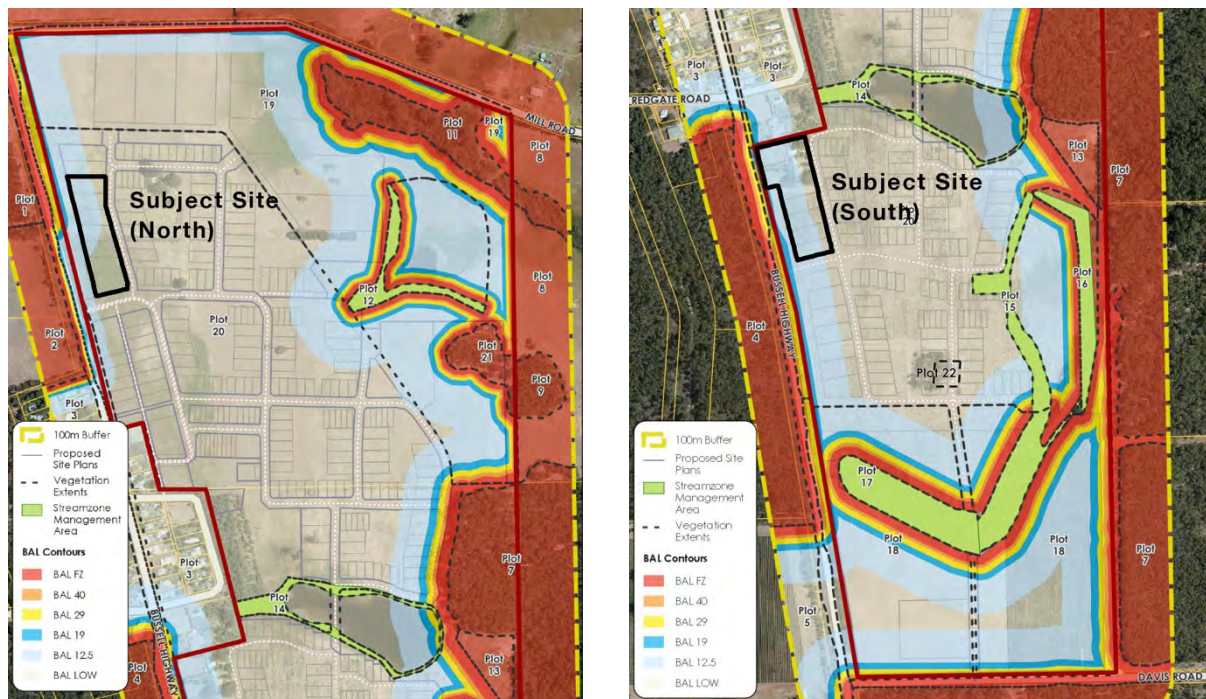 Plot
19
Plot
11
Plot
19
MILL ROAD
Plot
8
Plot
1
Subject Site
(North)
Plot
8
Plot
12
Plot
20
Plot
21
Plot
2
Plot
9
Plot
3
100m Buffer
Proposed
Site Plans
Vegetation
Extents
Streamzone
Management
Area
BAL Contours
BAL FZ
BAL 40
BAL 29
BAL 19
BAL 12.5
BAL LOW
Plot
3
Plot
7
Plot
14
BUSSELL HIGHWAY
Plot
4
Plot
13
Plot
3
Plot
3
REDGATE ROAD
Plot
14
Plot
13
Plot
7
Subject Site
(South)
20
Plot
16
Plot
15
Plot
4
BUSSELL HIGHWAY
Plot 22
100m Buffer
Proposed Site
Plans
Streamzone
Management
Area
Vegetation
Extents
BAL Contours
BAL FZ
BAL 40
BAL 29
BAL 19
BAL 12.5
BAL LOW
Plot
17
Plot
18
Plot
18
Plot
7
Plot
5
DAVIS ROAD